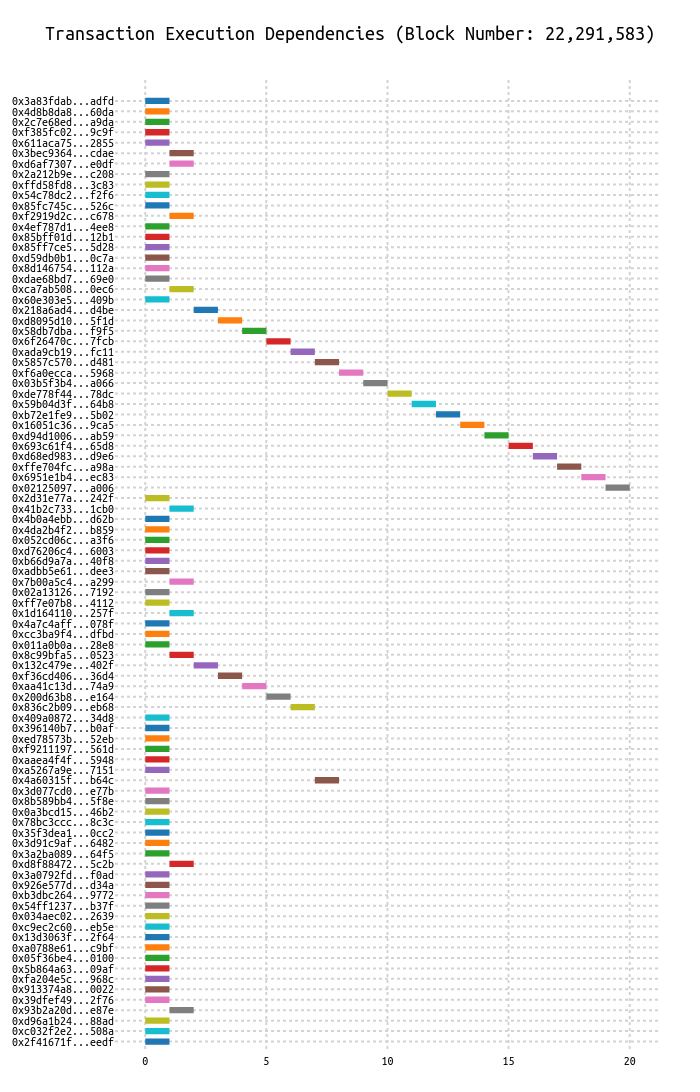 Transaction Execution Dependencies (Block Number: 22,291,583)
0x3a83fdab...adfd
0x4d8b8da8...60da
0x2c7e68ed...a9da
0xf385fc02...9c9f
0x611aca75...2855
0x3bec9364...cdae
0xd6af7307...e0df
0x2a212b9e...c208
0xffd58fd8...3c83
0x54c78dc2...f2f6
0x85fc745c...526c
0xf2919d2c...c678
0x4ef787d1...4ee8
0x85bff01d...12b1
0x85ff7ce5...5d28
0xd59db0b1...0c7a
0x8d146754...112a
0xdae68bd7...69e0
0xca7ab508...0ec6
0x60e303e5...409b
0x218a6ad4...d4be
0xd8095d10...5f1d
0x58db7dba...f9f5
0x6f26470c...7fcb
0xada9cb19...fc11
0x5857c570...d481
0xf6a0ecca...5968
0x03b5f3b4...a066
0xde778f44...78dc
0x59b04d3f...64b8
0xb72e1fe9...5b02
0x16051c36...9ca5
0xd94d1006...ab59
0x693c61f4...65d8
0xd68ed983...d9e6
0xffe704fc...a98a
0x6951e1b4...ec83
0x02125097...a006
0x2d31e77a...242f
0x41b2c733...1cb0
0x4b0a4ebb...d62b
0x4da2b4f2...b859
0x052cd06c...a3f6
0xd76206c4...6003
0xb66d9a7a...40f8
0xadbb5e61...dee3
0x7b00a5c4...a299
0x02a13126...7192
0xff7e07b8...4112
0x1d164110...257f
0x4a7c4aff...078f
0xcc3ba9f4...dfbd
0x011a0b0a...28e8
0x8c99bfa5...0523
0x132c479e...402f
0xf36cd406...36d4
0xaa41c13d...74a9
0x200d63b8...e164
0x836c2b09...eb68
0x409a0872...34d8
0x396140b7...b0af
0xed78573b...52eb
0xf9211197...561d
0xaaea4f4f...5948
0xa5267a9e...7151
0x4a60315f...b64c
0x3d077cd0...e77b
0x8b589bb4...5f8e
0x0a3bcd15...46b2
0x78bc3ccc...8c3c
0x35f3dea1...0cc2
0x3d91c9af...6482
0x3a2ba089...64f5
0xd8f88472...5c2b
0x3a0792fd...f0ad
0x926e577d...d34a
0xb3dbc264...9772
0x54ff1237...b37f
0x034aec02...2639
0xc9ec2c60...eb5e
0x13d3063f...2f64
0xa0788e61...c9bf
0x05f36be4...0100
0x5b864a63...09af
0xfa204e5c...968c
0x913374a8...0022
0x39dfef49...2f76
0x93b2a20d...e87e
0xd96a1b24...88ad
0xc032f2e2...508a
0x2f41671f...eedf
0 5 10 15 20